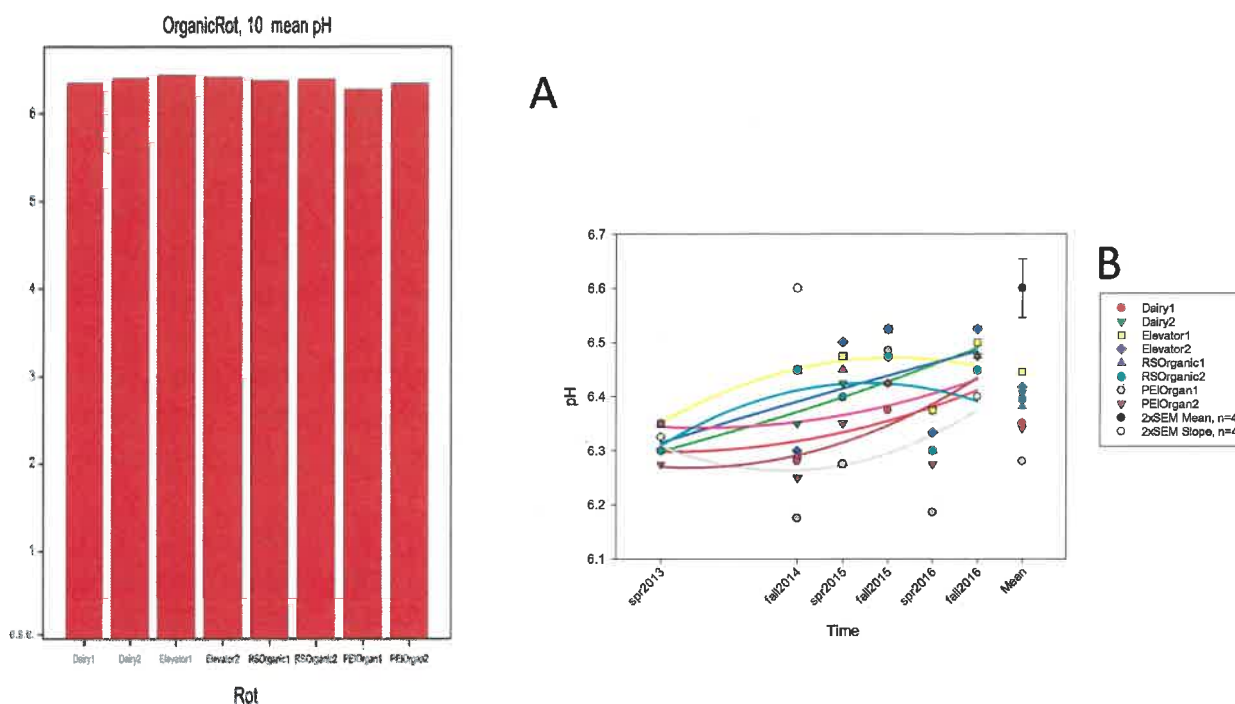 OrganicRot, 10 mean pH
6
5
4
3
2
1
e.s.e.
Dairy1
Dairy2
Elevator1
Elevator2
RSOrganic1
RSOrganic2
PEIOrgan1
PEIOrgan2
Rot
A
6.7
6.6
6.5
6.4
6.3
6.2
6.1
pH
spr2013
fall2014
spr2015
fall2015
spr2016
fall2016
Mean
Time
B
Dairy1
Dairy2
Elevator1
Elevator2
RSOrganic1
RSOrganic2
PEIOrgan1
PEIOrgan2
2xSEM Mean, n=4
2xSEM Slope, n=4